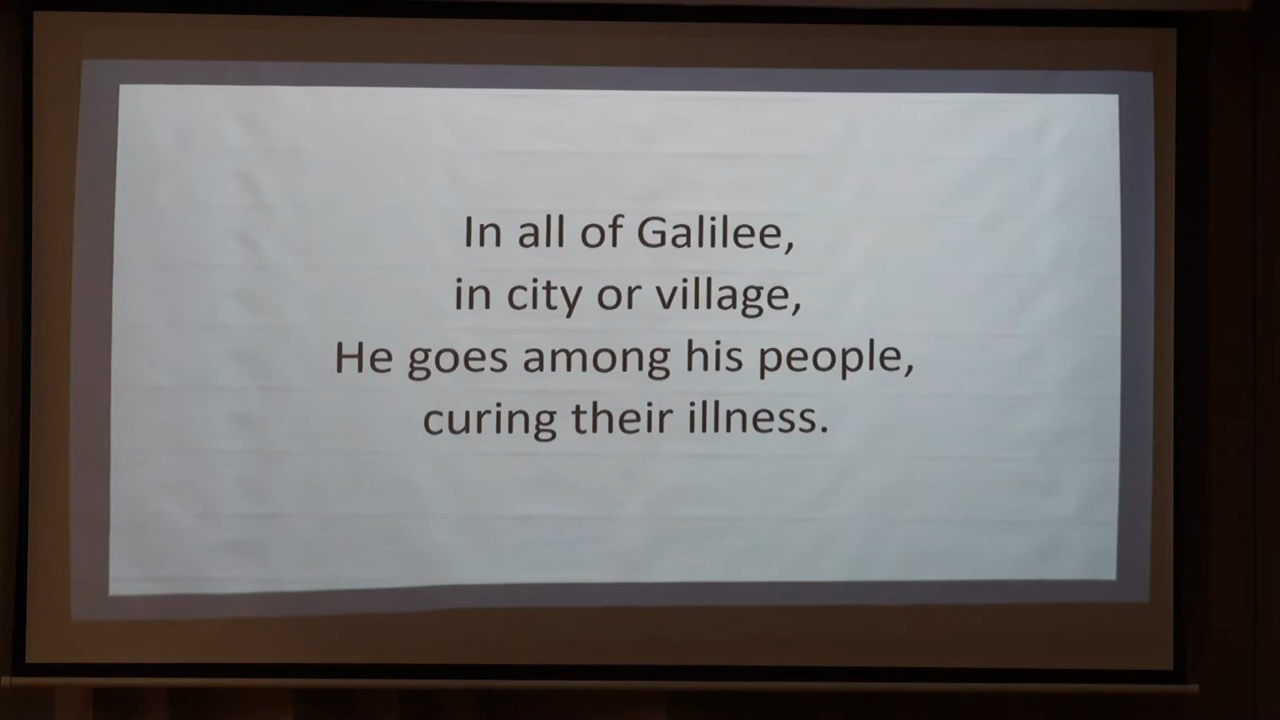 In all of Galilee,
in city or village,
He goes among his people,
curing their illness.